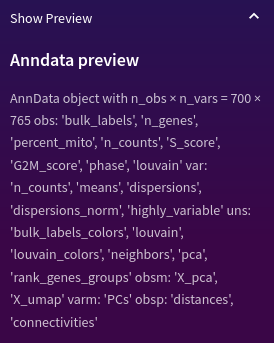 Show Preview
Anndata preview
AnnData object with n_obs × n_vars = 700 ×
765 obs: 'bulk_labels', 'n_genes',
'percent_mito', 'n_counts', 'S_score',
'G2M_score', 'phase', 'louvain' var:
'n_counts', 'means', 'dispersions',
'dispersions_norm', 'highly_variable' uns:
'bulk_labels_colors', 'louvain',
'louvain_colors', 'neighbors', 'pca',
'rank_genes_groups' obsm: 'X_pca',
'X_umap' varm: 'PCs' obsp: 'distances',
'connectivities'